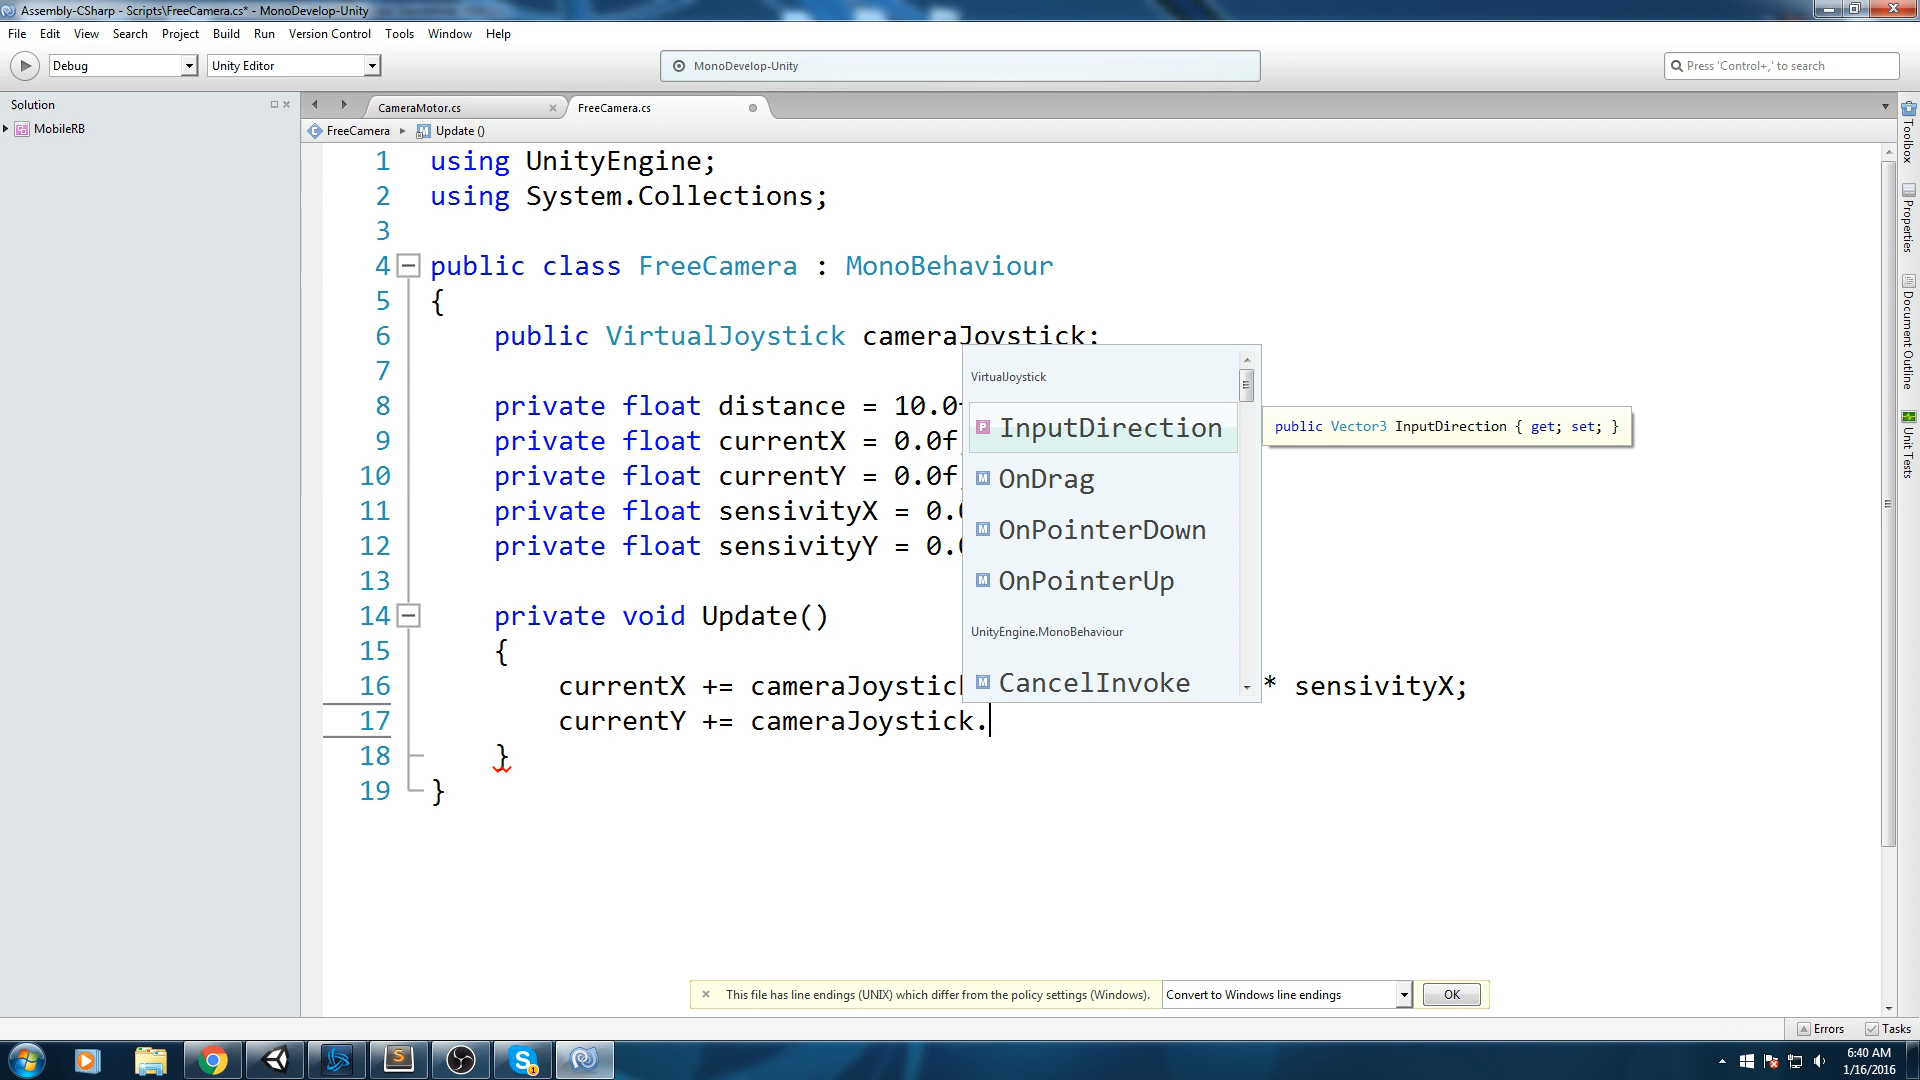 Assembly-CSharp - Scripts\FreeCamera.cs* - MonoDevelop-Unity
File Edit View Search Project Build Run Version Control Tools Window Help
Debug Unity Editor MonoDevelop-Unity Press 'Control+,' to search
Solution
MobileRB
CameraMotor.cs FreeCamera.cs
FreeCamera Update ()
1 using UnityEngine;
2 using System.Collections;
3
4 public class FreeCamera : MonoBehaviour
5 {
6 public VirtualJoystick cameraJoystick;
7
8 private float distance = 10.0f
9 private float currentX = 0.0f
10 private float currentY = 0.0f
11 private float sensivityX = 0.
12 private float sensivityY = 0.
13
14 private void Update()
15 {
16 currentX += cameraJoystick * sensivityX;
17 currentY += cameraJoystick.
18 }
19 }
VirtualJoystick
InputDirection
OnDrag
OnPointerDown
OnPointerUp
UnityEngine.MonoBehaviour
CancelInvoke
public Vector3 InputDirection { get; set; }
Toolbox
Properties
Document Outline
Unit Tests
This file has line endings (UNIX) which differ from the policy settings (Windows). Convert to Windows line endings OK
Errors Tasks
6:40 AM
1/16/2016